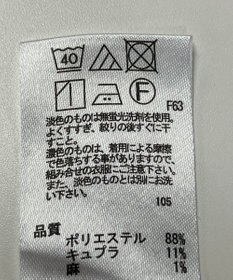 40
F
F63
淡色のものは無蛍光洗剤を使用。
よくすすぎ、絞りの後すぐに干
すこと。
濃色のものは、着用による摩擦
で色落ちする事がありますので、
組み合せの衣服にご注意下さい。
また、淡色のものとは別にお洗
い下さい。
105
品質
ポリエステル 88%
キュプラ 11%
麻 1%